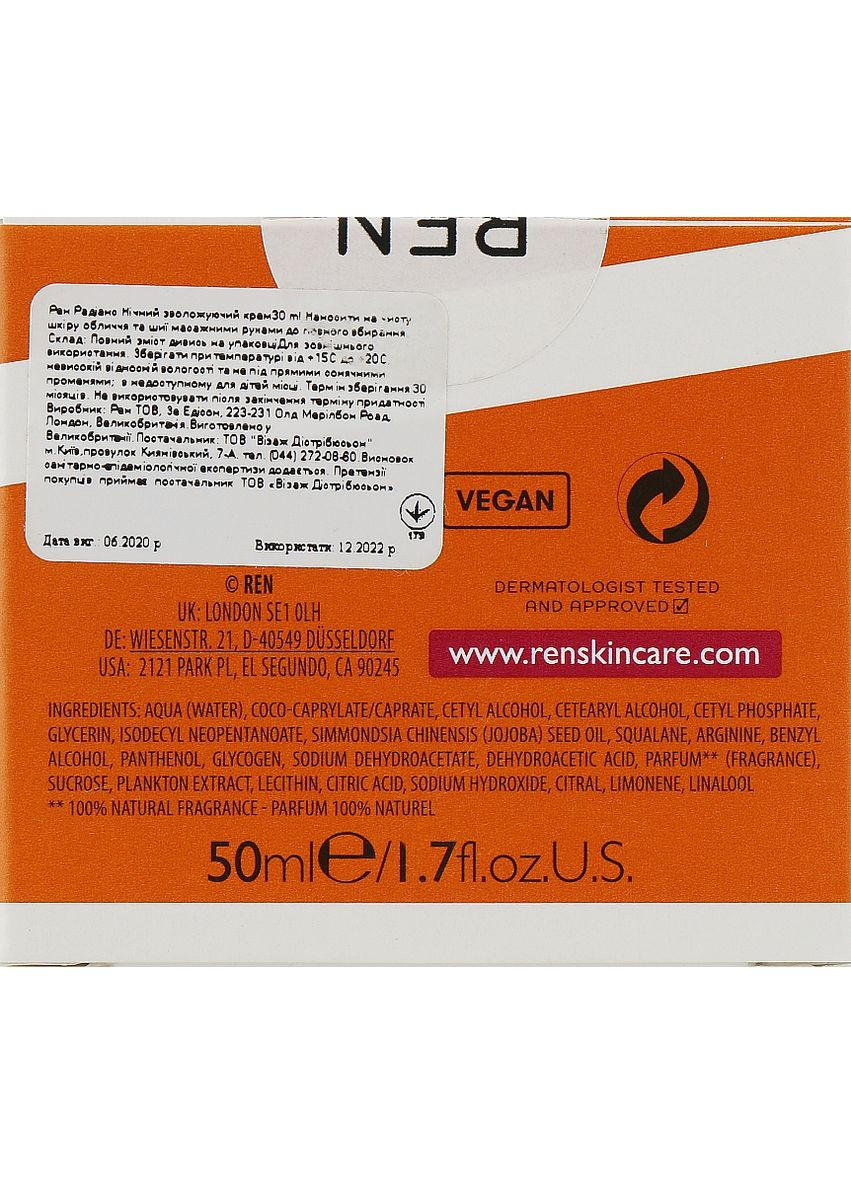 REN
Рен Радіанс Нічний зволожуючий крем30 ml Наносити на чисту
шкіру обличчя та шиї масажними рухами до повного вбирання.
Склад: Повний зміст дивись на упаковці.Для зовнішнього
використання. Зберігати при температурі від +15С до +20С
невисокій відносній вологості та не під прямими сонячними
променями; в недоступному для дітей місці. Термін зберігання 30
місяців. Не використовувати після закінчення терміну придатності
Виробник: Рен ТОВ, Зе Едісон, 223-231 Олд Мерілбон Роад,
Лондон, Великобританія.Виготовлено у
Великобританії.Постачальник: ТОВ "Візаж Дістрібюсьон"
м.Київ,провулок Киянівський, 7-А, тел. (044) 272-08-60.Висновок
санітарно-епідеміологічної експертизи додається. Претензії
покупців приймає постачальник ТОВ «Візаж Дістрібюсьон»
Дата виг.: 06.2020 р
Використати: 12.2022 р
VEGAN
© REN
UK: LONDON SE1 0LH
DE: WIESENSTR. 21, D-40549 DÜSSELDORF
USA: 2121 PARK PL, EL SEGUNDO, CA 90245
DERMATOLOGIST TESTED
AND APPROVED
www.renskincare.com
INGREDIENTS: AQUA (WATER), COCO-CAPRYLATE/CAPRATE, CETYL ALCOHOL, CETEARYL ALCOHOL, CETYL PHOSPHATE,
GLYCERIN, ISODECYL NEOPENTANOATE, SIMMONDSIA CHINENSIS (JOJOBA) SEED OIL, SQUALANE, ARGININE, BENZYL
ALCOHOL, PANTHENOL, GLYCOGEN, SODIUM DEHYDROACETATE, DEHYDROACETIC ACID, PARFUM** (FRAGRANCE),
SUCROSE, PLANKTON EXTRACT, LECITHIN, CITRIC ACID, SODIUM HYDROXIDE, CITRAL, LIMONENE, LINALOOL
** 100% NATURAL FRAGRANCE - PARFUM 100% NATUREL
50ml℮/1.7fl.oz.U.S.